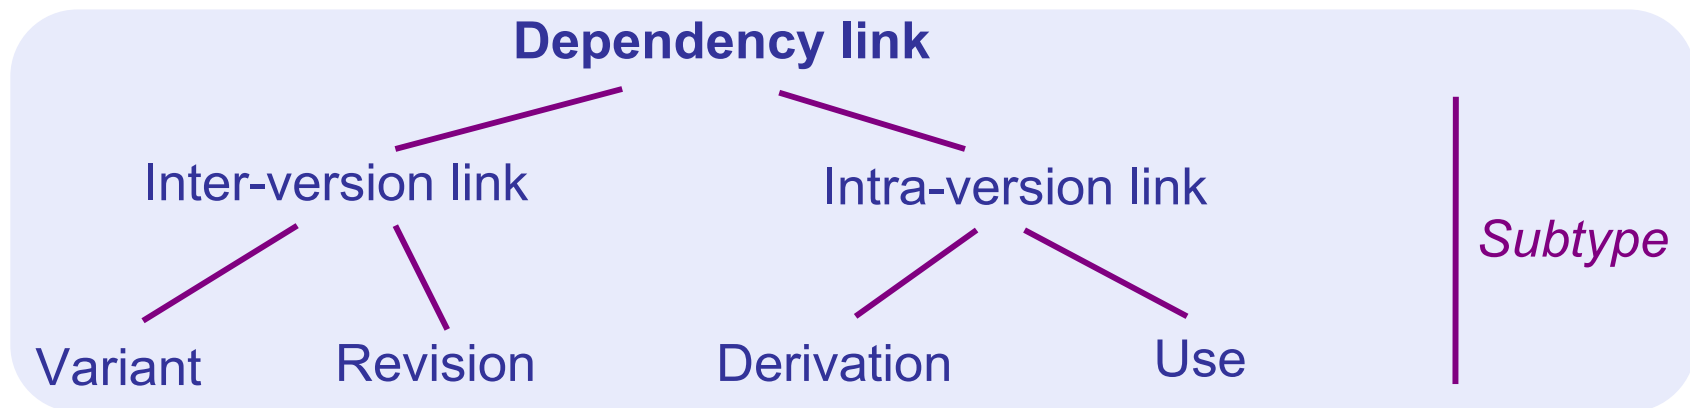 Dependency link
Inter-version link
Intra-version link
Subtype
Variant
Revision
Derivation
Use